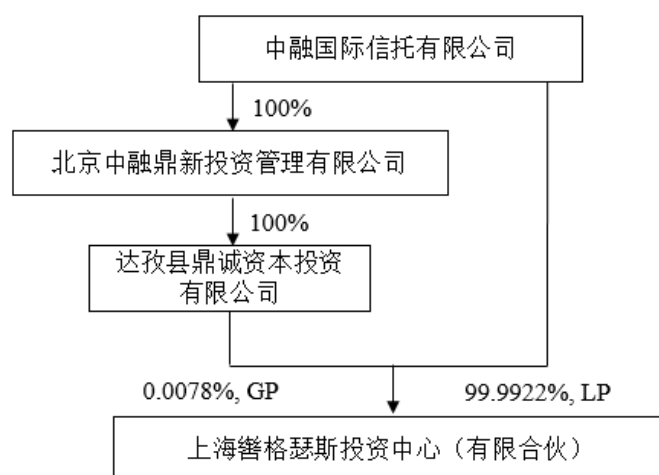 中融国际信托有限公司
100%
北京中融鼎新投资管理有限公司
100%
达孜县鼎诚资本投资
有限公司
0.0078%, GP
99.9922%, LP
上海辔格瑟斯投资中心（有限合伙）